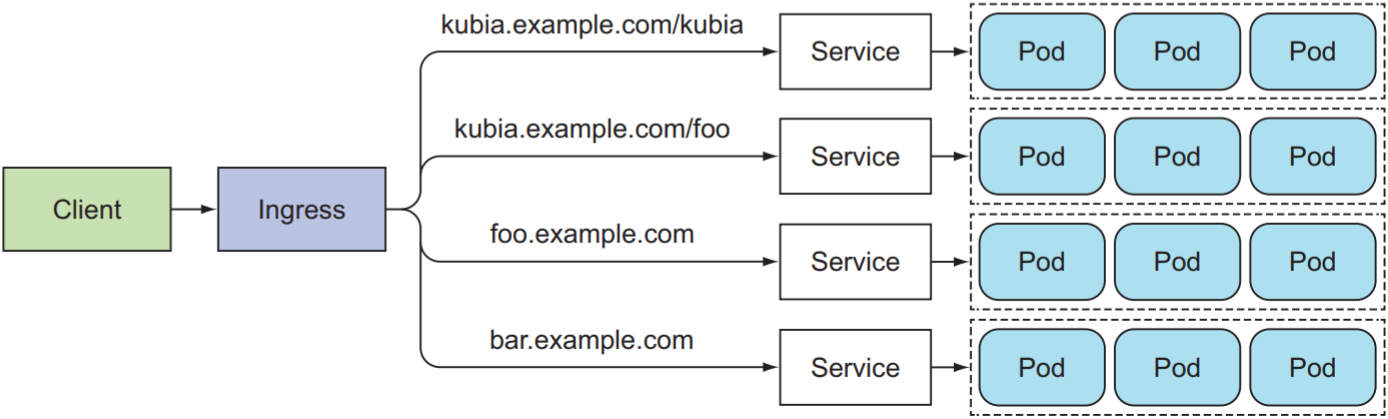 kubia.example.com/kubia
Service
Pod Pod Pod
kubia.example.com/foo
Service
Pod Pod Pod
Client
Ingress
foo.example.com
Service
Pod Pod Pod
bar.example.com
Service
Pod Pod Pod